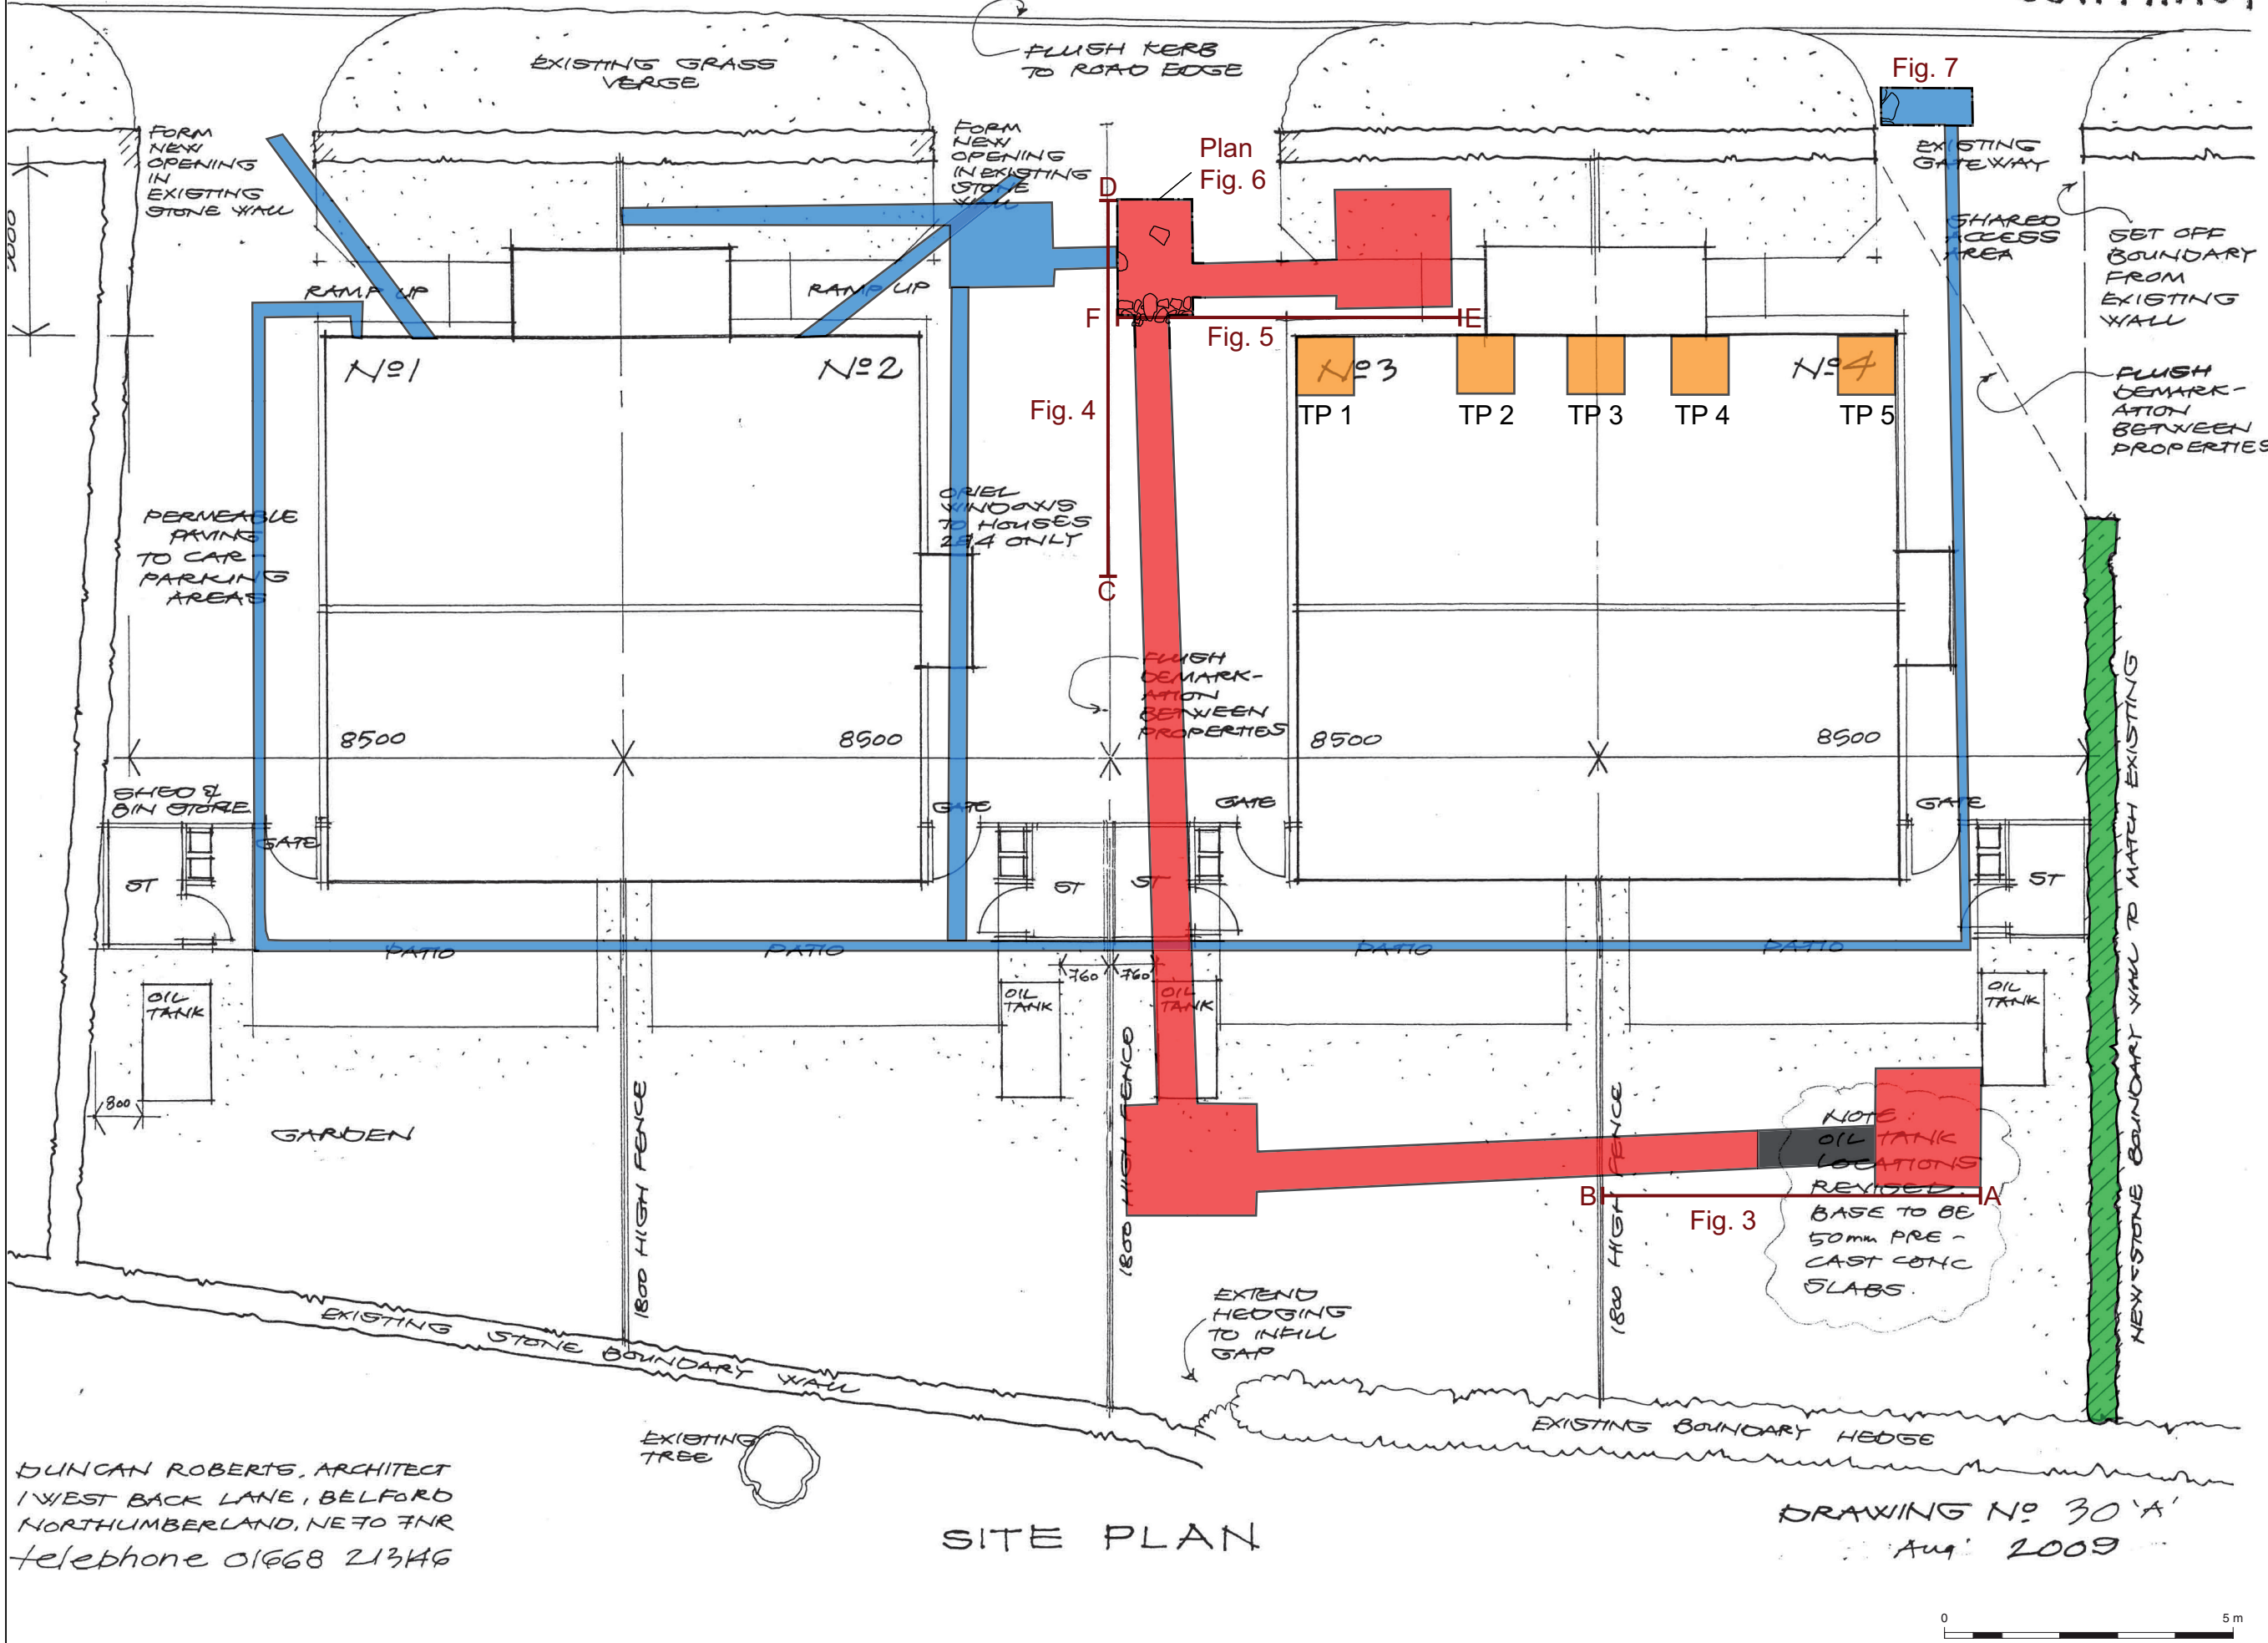 EXISTING GRASS
VERGE
FLUSH KERB
TO ROAD EDGE
Fig. 7
FORM
NEW
OPENING
IN
EXISTING
STONE WALL
FORM
NEW
OPENING
IN EXISTING
STONE
WALL
Plan
Fig. 6
EXISTING
GATEWAY
SHARED
ACCESS
AREA
SET OFF
BOUNDARY
FROM
EXISTING
WALL
D
RAMP UP
RAMP UP
F
E
Fig. 5
Nº1
Nº2
Nº3
Nº4
FLUSH
DEMARK-
ATION
BETWEEN
PROPERTIES
Fig. 4
TP 1
TP 2
TP 3
TP 4
TP 5
PERMEABLE
PAVING
TO CAR-
PARKING
AREAS
ORIEL
WINDOWS
TO HOUSES
2&4 ONLY
C
FLUSH
DEMARK-
ATION
BETWEEN
PROPERTIES
8500
8500
8500
8500
SHED &
BIN STORE
GATE
GATE
GATE
GATE
ST
ST
ST
ST
PATIO
PATIO
PATIO
PATIO
760
760
OIL
TANK
OIL
TANK
OIL
TANK
OIL
TANK
800
GARDEN
1800 HIGH FENCE
1800 HIGH FENCE
1800 HIGH FENCE
NEW STONE BOUNDARY WALL TO MATCH EXISTING
NOTE:
OIL TANK
LOCATIONS
REVISED.
BASE TO BE
50mm PRE-
CAST CONC
SLABS.
B
A
Fig. 3
EXTEND
HEDGING
TO INFILL
GAP
EXISTING STONE BOUNDARY WALL
EXISTING BOUNDARY HEDGE
EXISTING
TREE
DUNCAN ROBERTS, ARCHITECT
1 WEST BACK LANE, BELFORD
NORTHUMBERLAND, NE70 7NR
telephone 01668 213146
SITE PLAN
DRAWING Nº 30 'A'
Aug' 2009
0
5 m